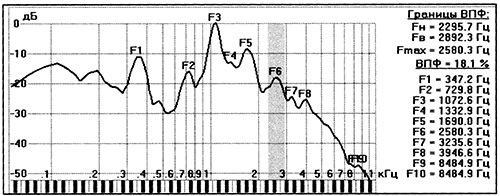 дБ
0
-10
-20
-30
-40
-50
F1
F2
F3
F4
F5
F6
F7
F8
F9
F10
.1 .2 .3 .4 .5 .6 .7 .8 .9 1 2 3 4 5 6 7 8 9 10 кГц
Границы ВПФ:
Fн = 2295.7 Гц
Fв = 2892.3 Гц
Fmax = 2580.3 Гц
ВПФ = 18.1 %
F1 = 347.2 Гц
F2 = 729.8 Гц
F3 = 1072.6 Гц
F4 = 1332.9 Гц
F5 = 1690.0 Гц
F6 = 2580.3 Гц
F7 = 3235.6 Гц
F8 = 3946.6 Гц
F9 = 8484.9 Гц
F10 = 8484.9 Гц